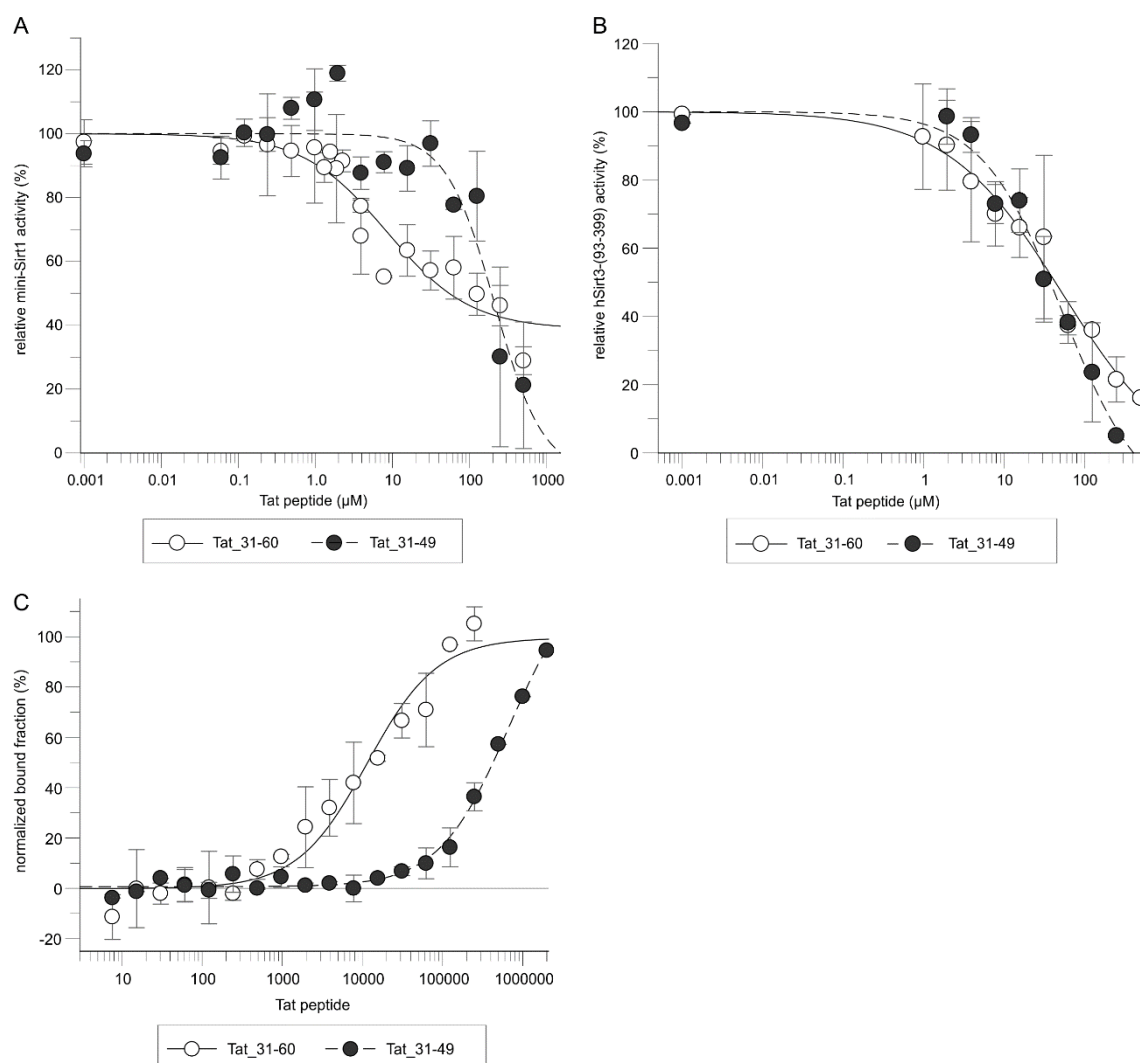 A
relative mini-Sirt1 activity (%)
120
100
80
60
40
20
0
0.001 0.01 0.1 1.0 10 100 1000
Tat peptide (µM)
Tat_31-60 Tat_31-49
B
relative hSirt3-(93-399) activity (%)
120
100
80
60
40
20
0
0.001 0.01 0.1 1 10 100
Tat peptide (µM)
Tat_31-60 Tat_31-49
C
normalized bound fraction (%)
100
80
60
40
20
0
-20
10 100 1000 10000 100000 1000000
Tat peptide
Tat_31-60 Tat_31-49